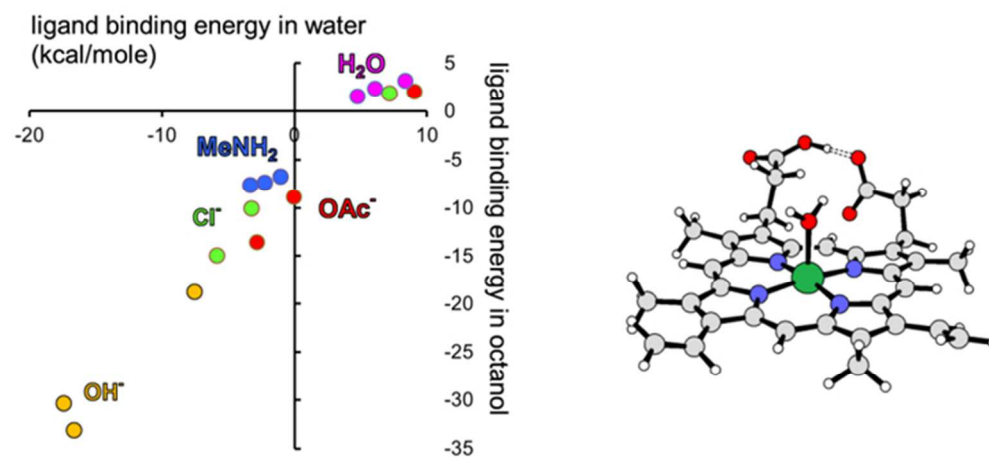 ligand binding energy in water
(kcal/mole)
H₂O
5
0
-20
-10
0
10
MeNH₂
-5
Cl⁻
OAc⁻
-10
-15
-20
-25
OH⁻
-30
-35
ligand binding energy in octanol